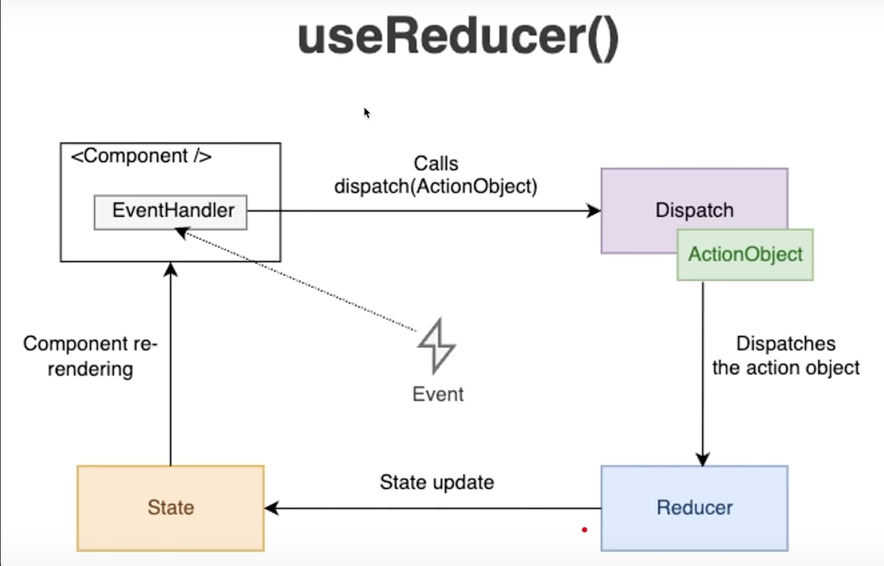 useReducer()
<Component />
EventHandler
Calls
dispatch(ActionObject)
Dispatch
ActionObject
Component re-
rendering
Event
Dispatches
the action object
State
State update
Reducer